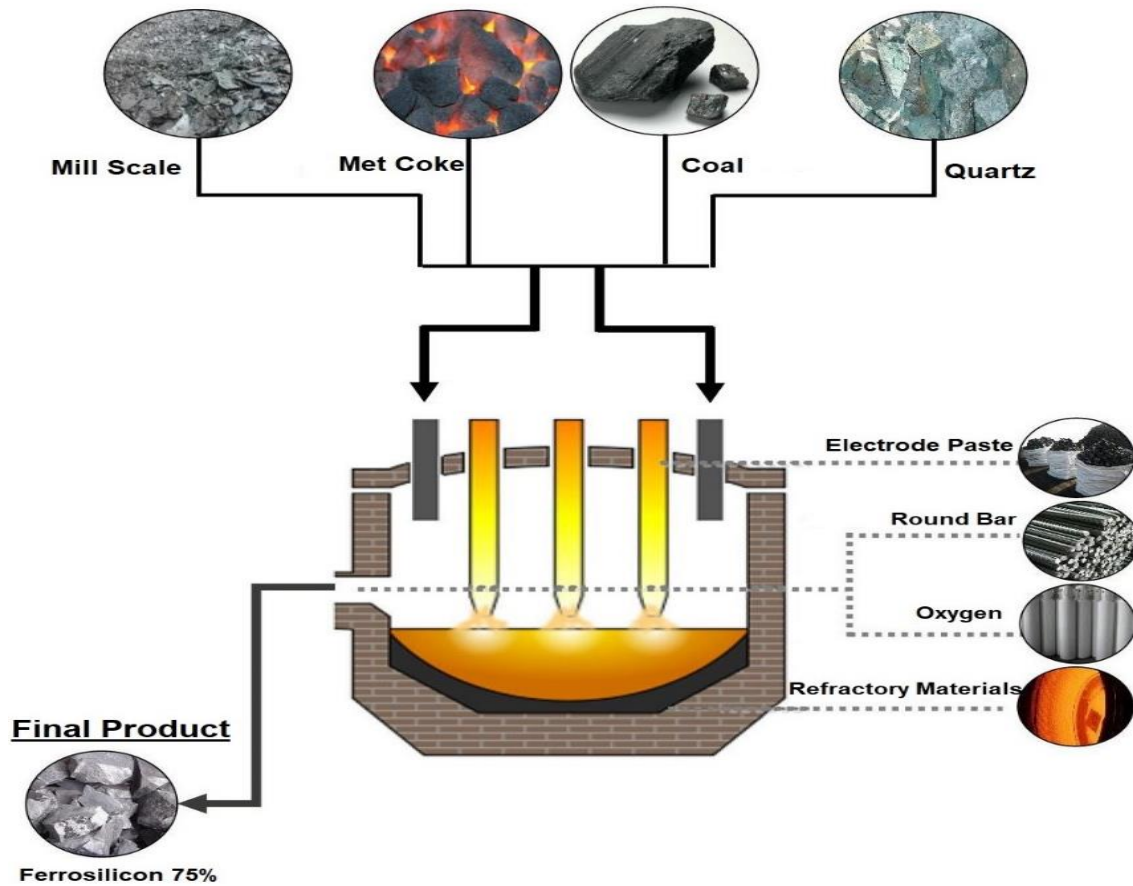 Mill Scale
Met Coke
Coal
Quartz
Electrode Paste
Round Bar
Oxygen
Refractory Materials
Final Product
Ferrosilicon 75%